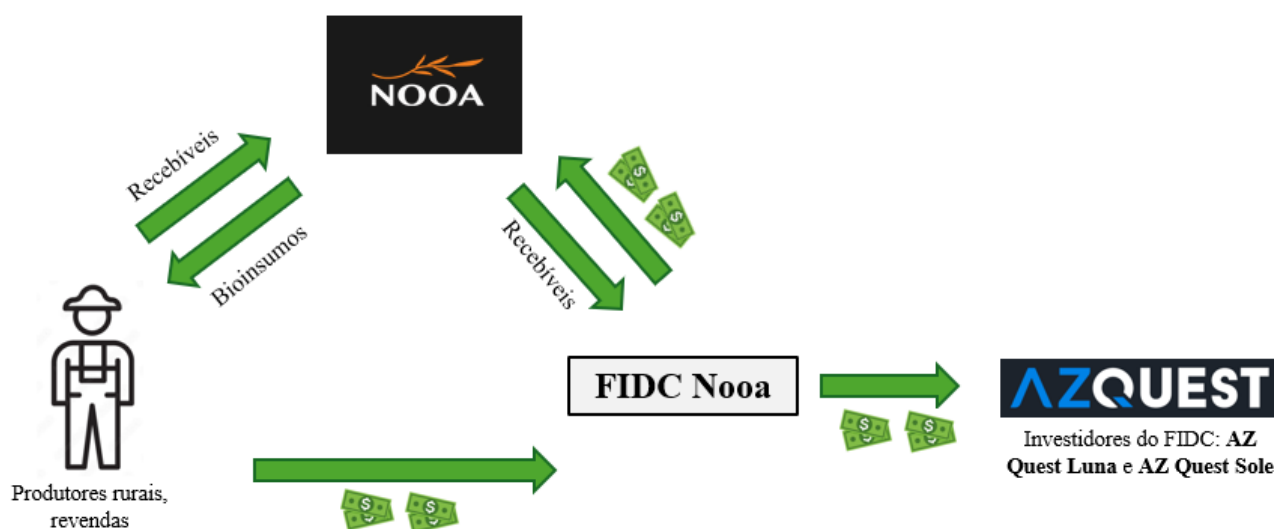 NOOA
Recebíveis
Bioinsumos
Recebíveis
FIDC Nooa
AZQUEST
Investidores do FIDC: AZ
Quest Luna e AZ Quest Sole
Produtores rurais,
revendas